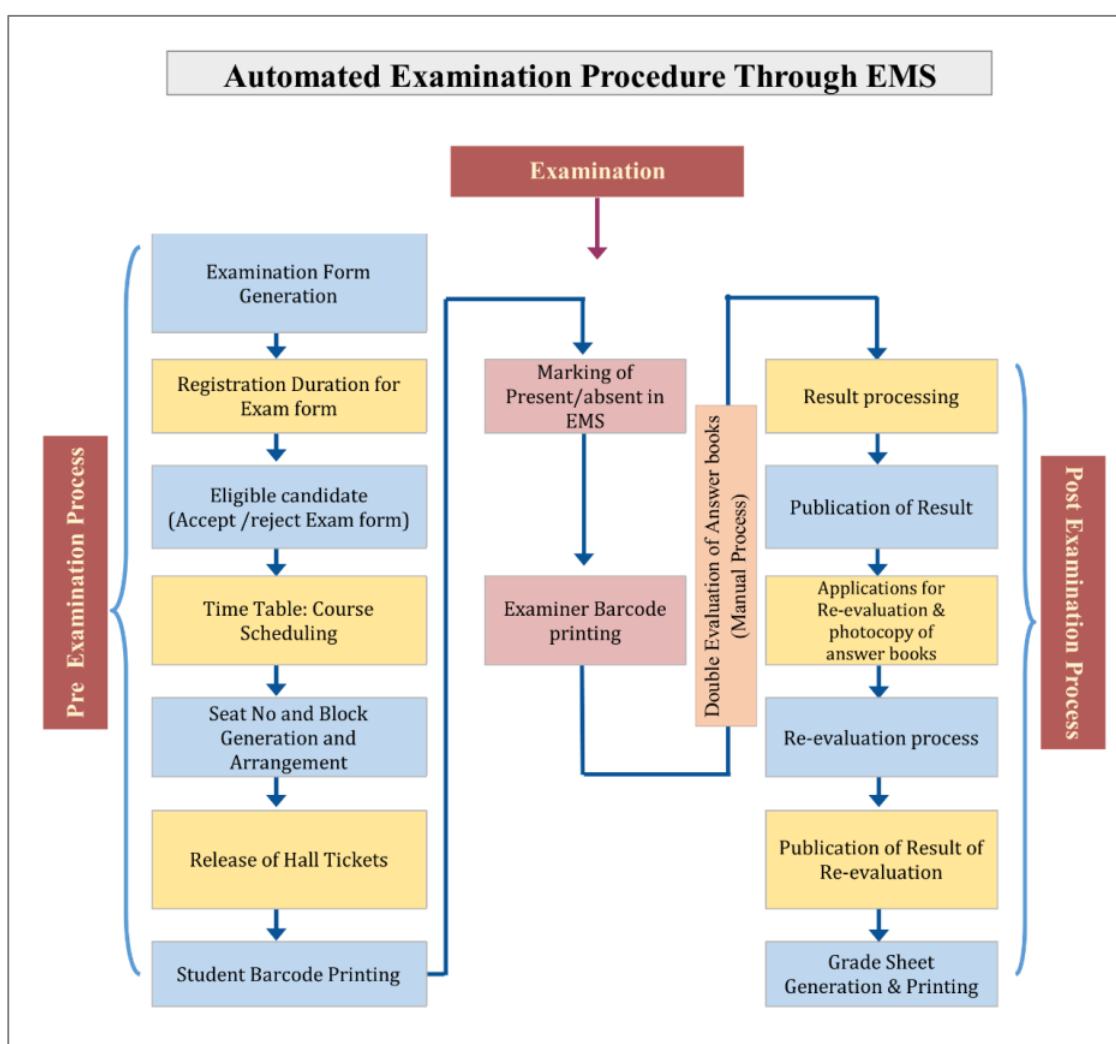 Automated Examination Procedure Through EMS
Examination
Pre Examination Process
Examination Form
Generation
Registration Duration for
Exam form
Eligible candidate
(Accept /reject Exam form)
Time Table: Course
Scheduling
Seat No and Block
Generation and
Arrangement
Release of Hall Tickets
Student Barcode Printing
Marking of
Present/absent in
EMS
Examiner Barcode
printing
Double Evaluation of Answer books
(Manual Process)
Result processing
Publication of Result
Applications for
Re-evaluation &
photocopy of
answer books
Re-evaluation process
Publication of Result of
Re-evaluation
Grade Sheet
Generation & Printing
Post Examination Process